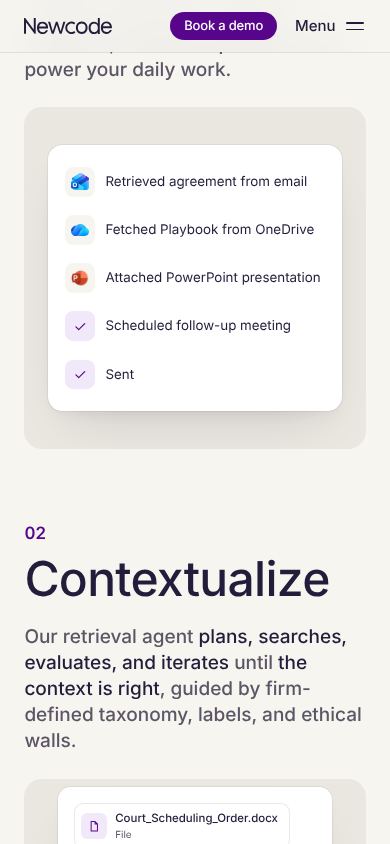 Newcode
Book a demo
Menu
power your daily work.
Retrieved agreement from email
Fetched Playbook from OneDrive
Attached PowerPoint presentation
Scheduled follow-up meeting
Sent
02
Contextualize
Our retrieval agent plans, searches,
evaluates, and iterates until the
context is right, guided by firm-
defined taxonomy, labels, and ethical
walls.
Court_Scheduling_Order.docx
File